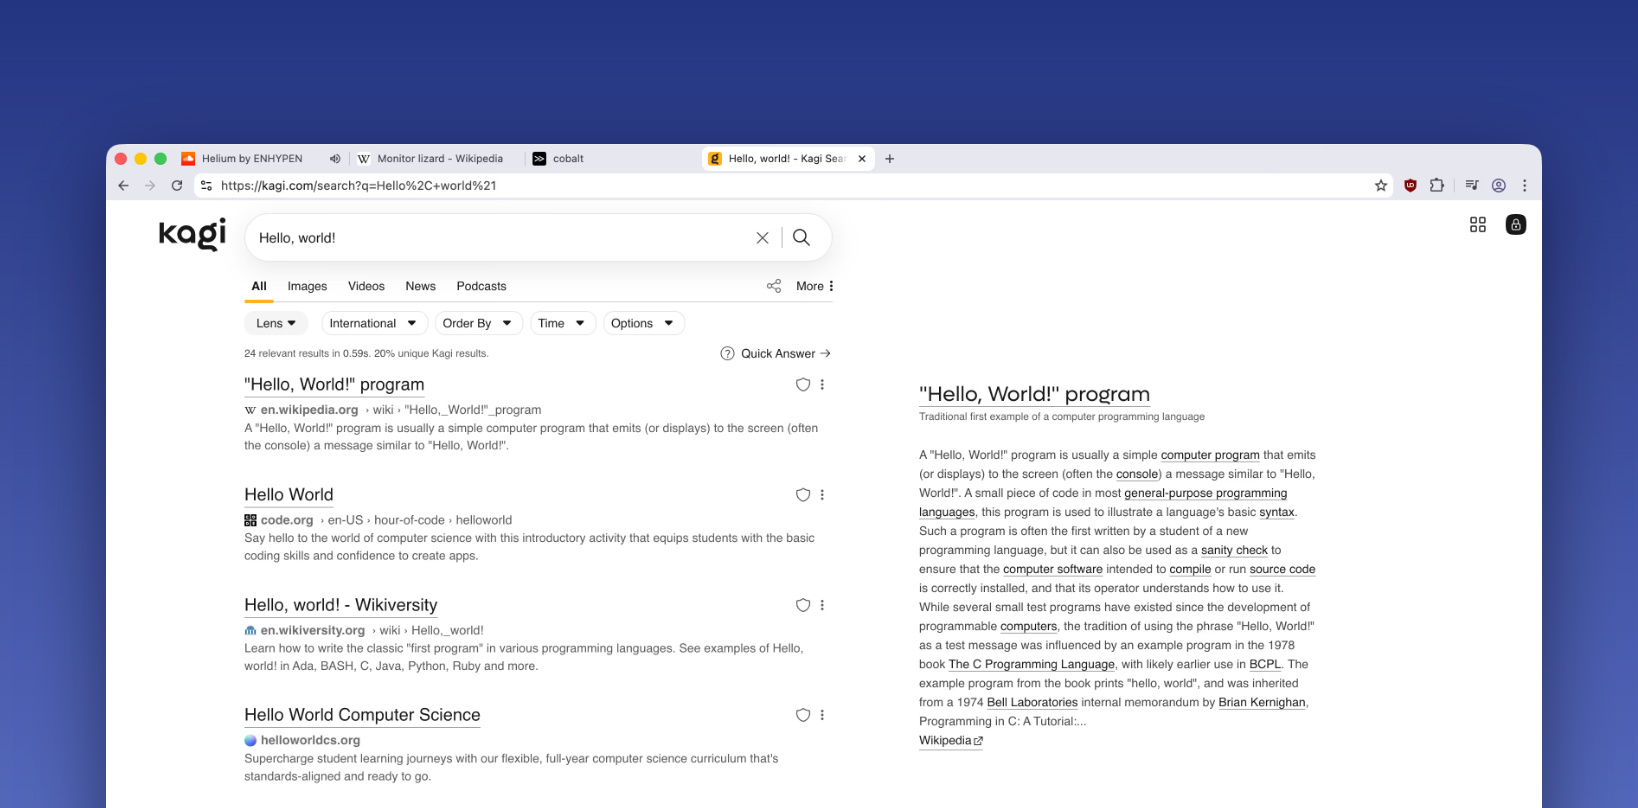 Helium by ENHYPEN
Monitor lizard - Wikipedia
cobalt
Hello, world! - Kagi Sear
https://kagi.com/search?q=Hello%2C+world%21
kagi
Hello, world!
All Images Videos News Podcasts More
Lens International Order By Time Options
24 relevant results in 0.59s. 20% unique Kagi results.
Quick Answer
"Hello, World!" program
en.wikipedia.org › wiki › "Hello,_World!"_program
A "Hello, World!" program is usually a simple computer program that emits (or displays) to the screen (often
the console) a message similar to "Hello, World!".
Hello World
code.org › en-US › hour-of-code › helloworld
Say hello to the world of computer science with this introductory activity that equips students with the basic
coding skills and confidence to create apps.
Hello, world! - Wikiversity
en.wikiversity.org › wiki › Hello,_world!
Learn how to write the classic "first program" in various programming languages. See examples of Hello,
world! in Ada, BASH, C, Java, Python, Ruby and more.
Hello World Computer Science
helloworldcs.org
Supercharge student learning journeys with our flexible, full-year computer science curriculum that's
standards-aligned and ready to go.
"Hello, World!" program
Traditional first example of a computer programming language
A "Hello, World!" program is usually a simple computer program that emits
(or displays) to the screen (often the console) a message similar to "Hello,
World!". A small piece of code in most general-purpose programming
languages, this program is used to illustrate a language's basic syntax.
Such a program is often the first written by a student of a new
programming language, but it can also be used as a sanity check to
ensure that the computer software intended to compile or run source code
is correctly installed, and that its operator understands how to use it.
While several small test programs have existed since the development of
programmable computers, the tradition of using the phrase "Hello, World!"
as a test message was influenced by an example program in the 1978
book The C Programming Language, with likely earlier use in BCPL. The
example program from the book prints "hello, world", and was inherited
from a 1974 Bell Laboratories internal memorandum by Brian Kernighan,
Programming in C: A Tutorial:...
Wikipedia